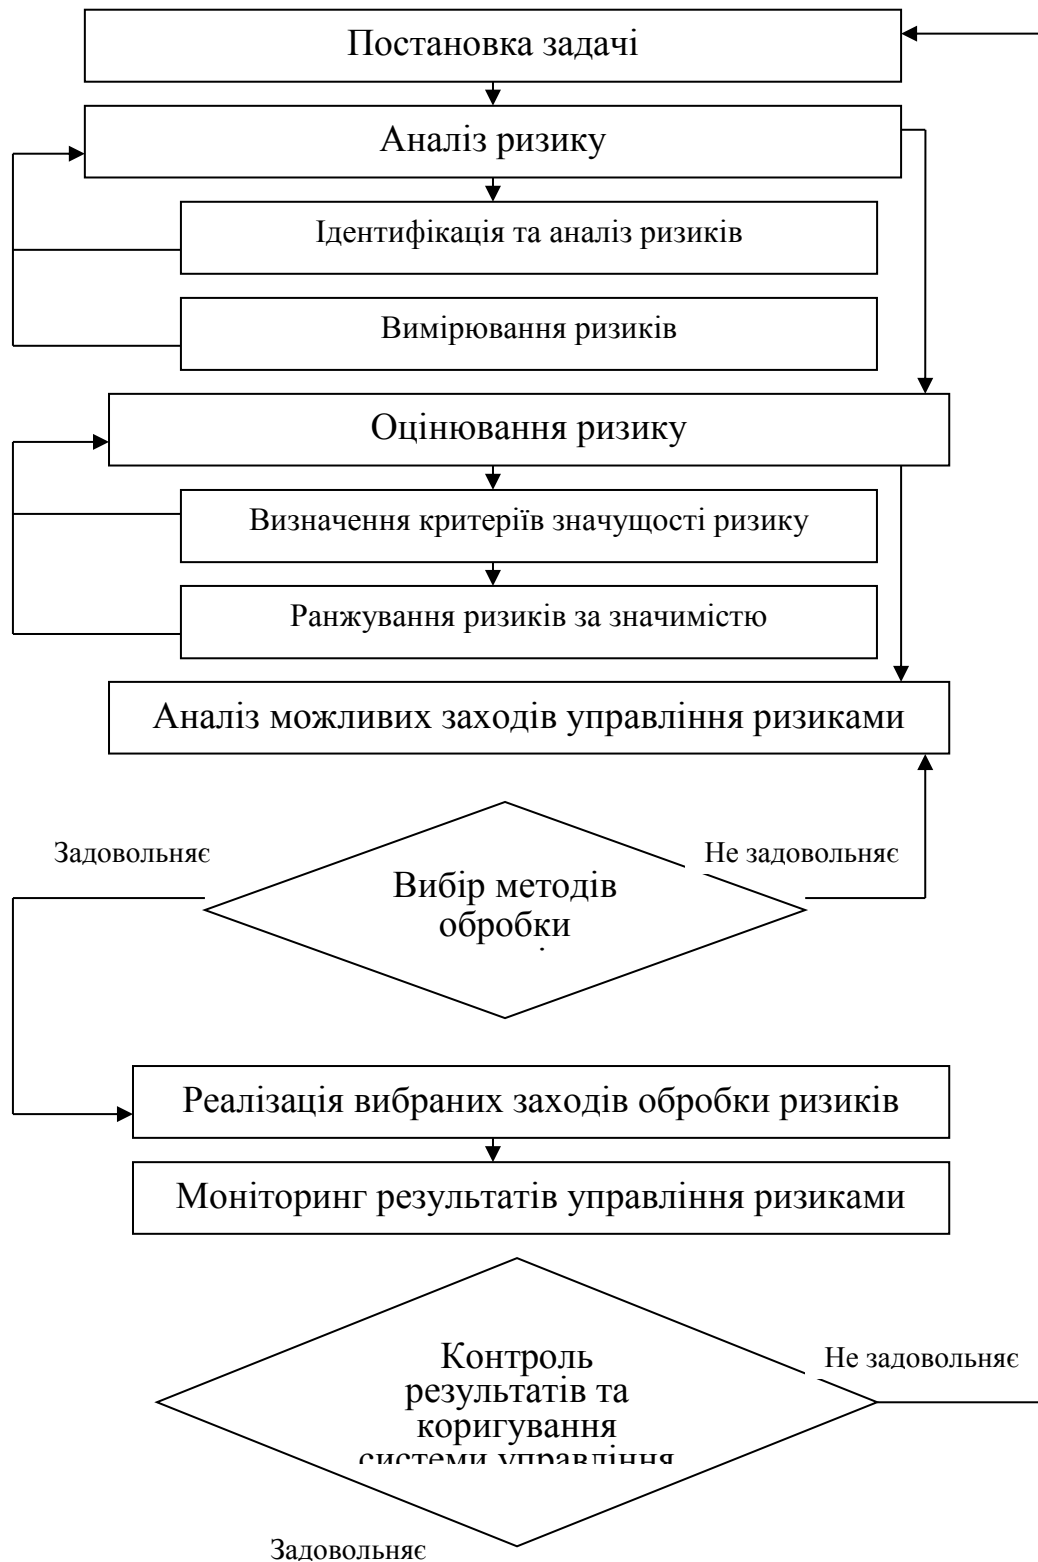 Постановка задачі
Аналіз ризику
Ідентифікація та аналіз ризиків
Вимірювання ризиків
Оцінювання ризику
Визначення критеріїв значущості ризику
Ранжування ризиків за значимістю
Аналіз можливих заходів управління ризиками
Задовольняє
Не задовольняє
Вибір методів
обробки
Реалізація вибраних заходів обробки ризиків
Моніторинг результатів управління ризиками
Контроль
результатів та
коригування
системи управління
Не задовольняє
Задовольняє